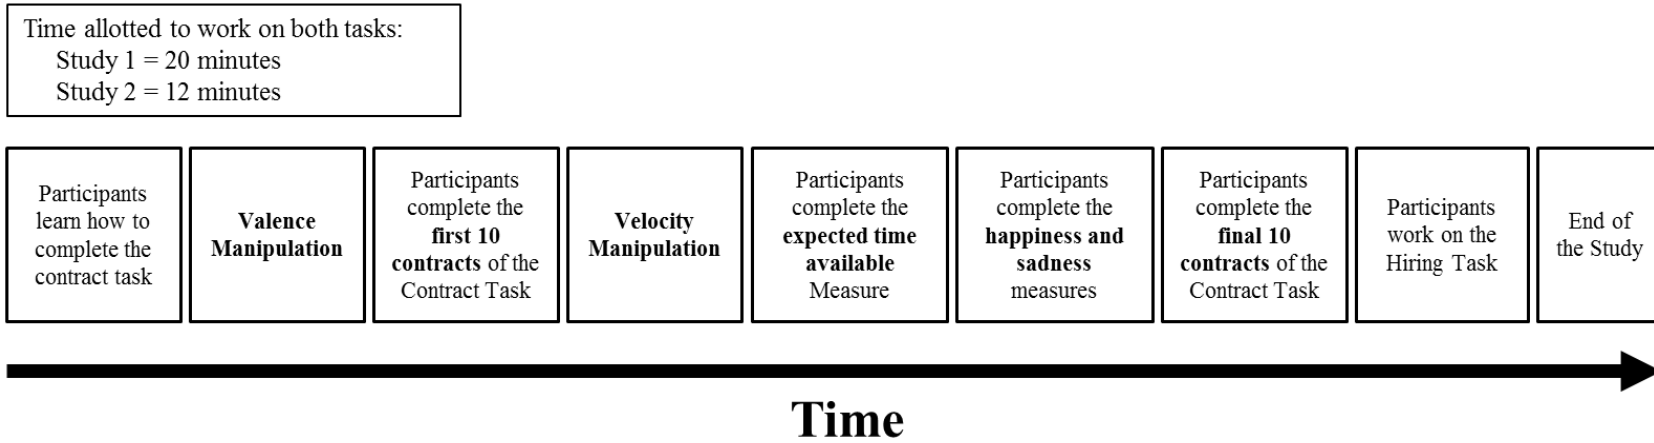 Time allotted to work on both tasks:
Study 1 = 20 minutes
Study 2 = 12 minutes
Participants
learn how to
complete the
contract task
Valence
Manipulation
Participants
complete the
first 10
contracts of the
Contract Task
Velocity
Manipulation
Participants
complete the
expected time
available
Measure
Participants
complete the
happiness and
sadness
measures
Participants
complete the
final 10
contracts of the
Contract Task
Participants
work on the
Hiring Task
End of
the Study
Time